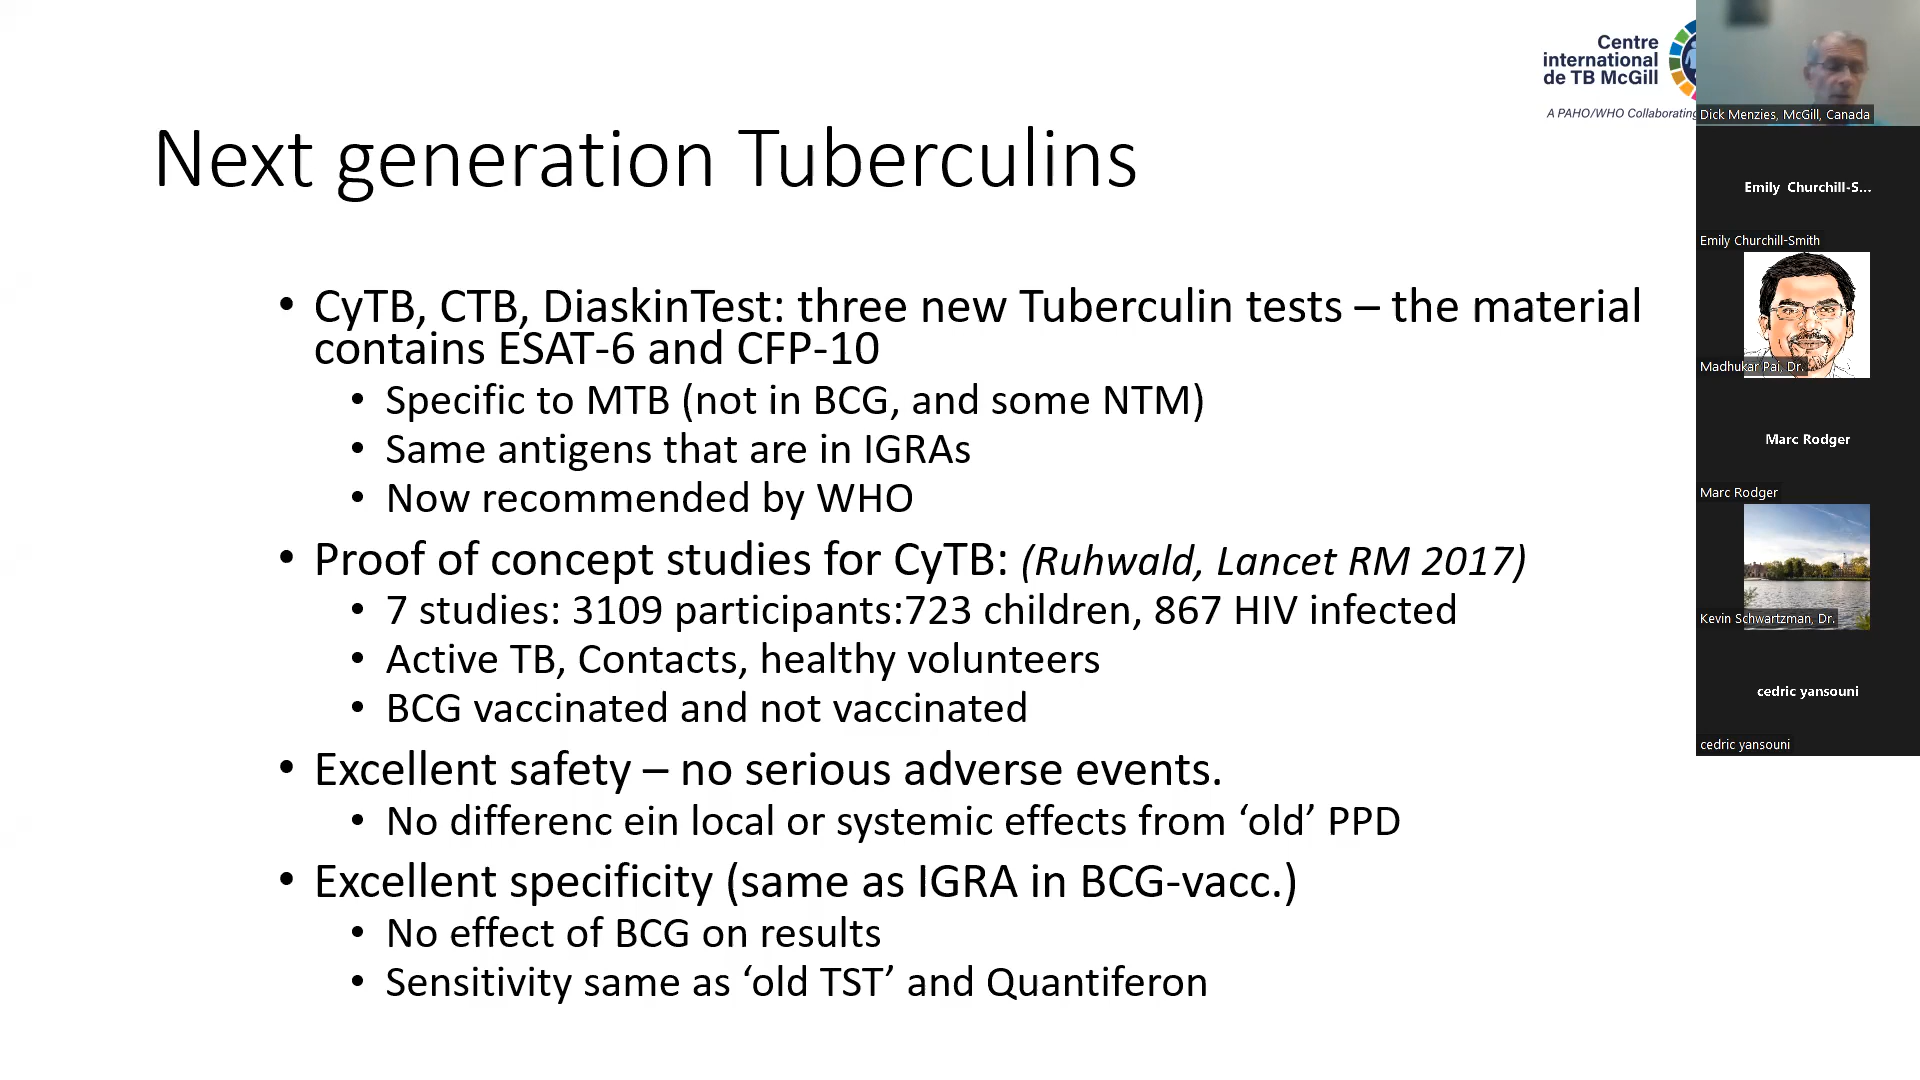 Centre
international
de TB McGill
A PAHO/WHO Collaborating
Next generation Tuberculins
• CyTB, CTB, DiaskinTest: three new Tuberculin tests – the material
contains ESAT-6 and CFP-10
• Specific to MTB (not in BCG, and some NTM)
• Same antigens that are in IGRAs
• Now recommended by WHO
• Proof of concept studies for CyTB: (Ruhwald, Lancet RM 2017)
• 7 studies: 3109 participants:723 children, 867 HIV infected
• Active TB, Contacts, healthy volunteers
• BCG vaccinated and not vaccinated
• Excellent safety – no serious adverse events.
• No differenc ein local or systemic effects from ‘old’ PPD
• Excellent specificity (same as IGRA in BCG-vacc.)
• No effect of BCG on results
• Sensitivity same as ‘old TST’ and Quantiferon
Dick Menzies, McGill, Canada
Emily Churchill-S...
Emily Churchill-Smith
Madhukar Pai, Dr.
Marc Rodger
Marc Rodger
Kevin Schwartzman, Dr.
cedric yansouni
cedric yansouni